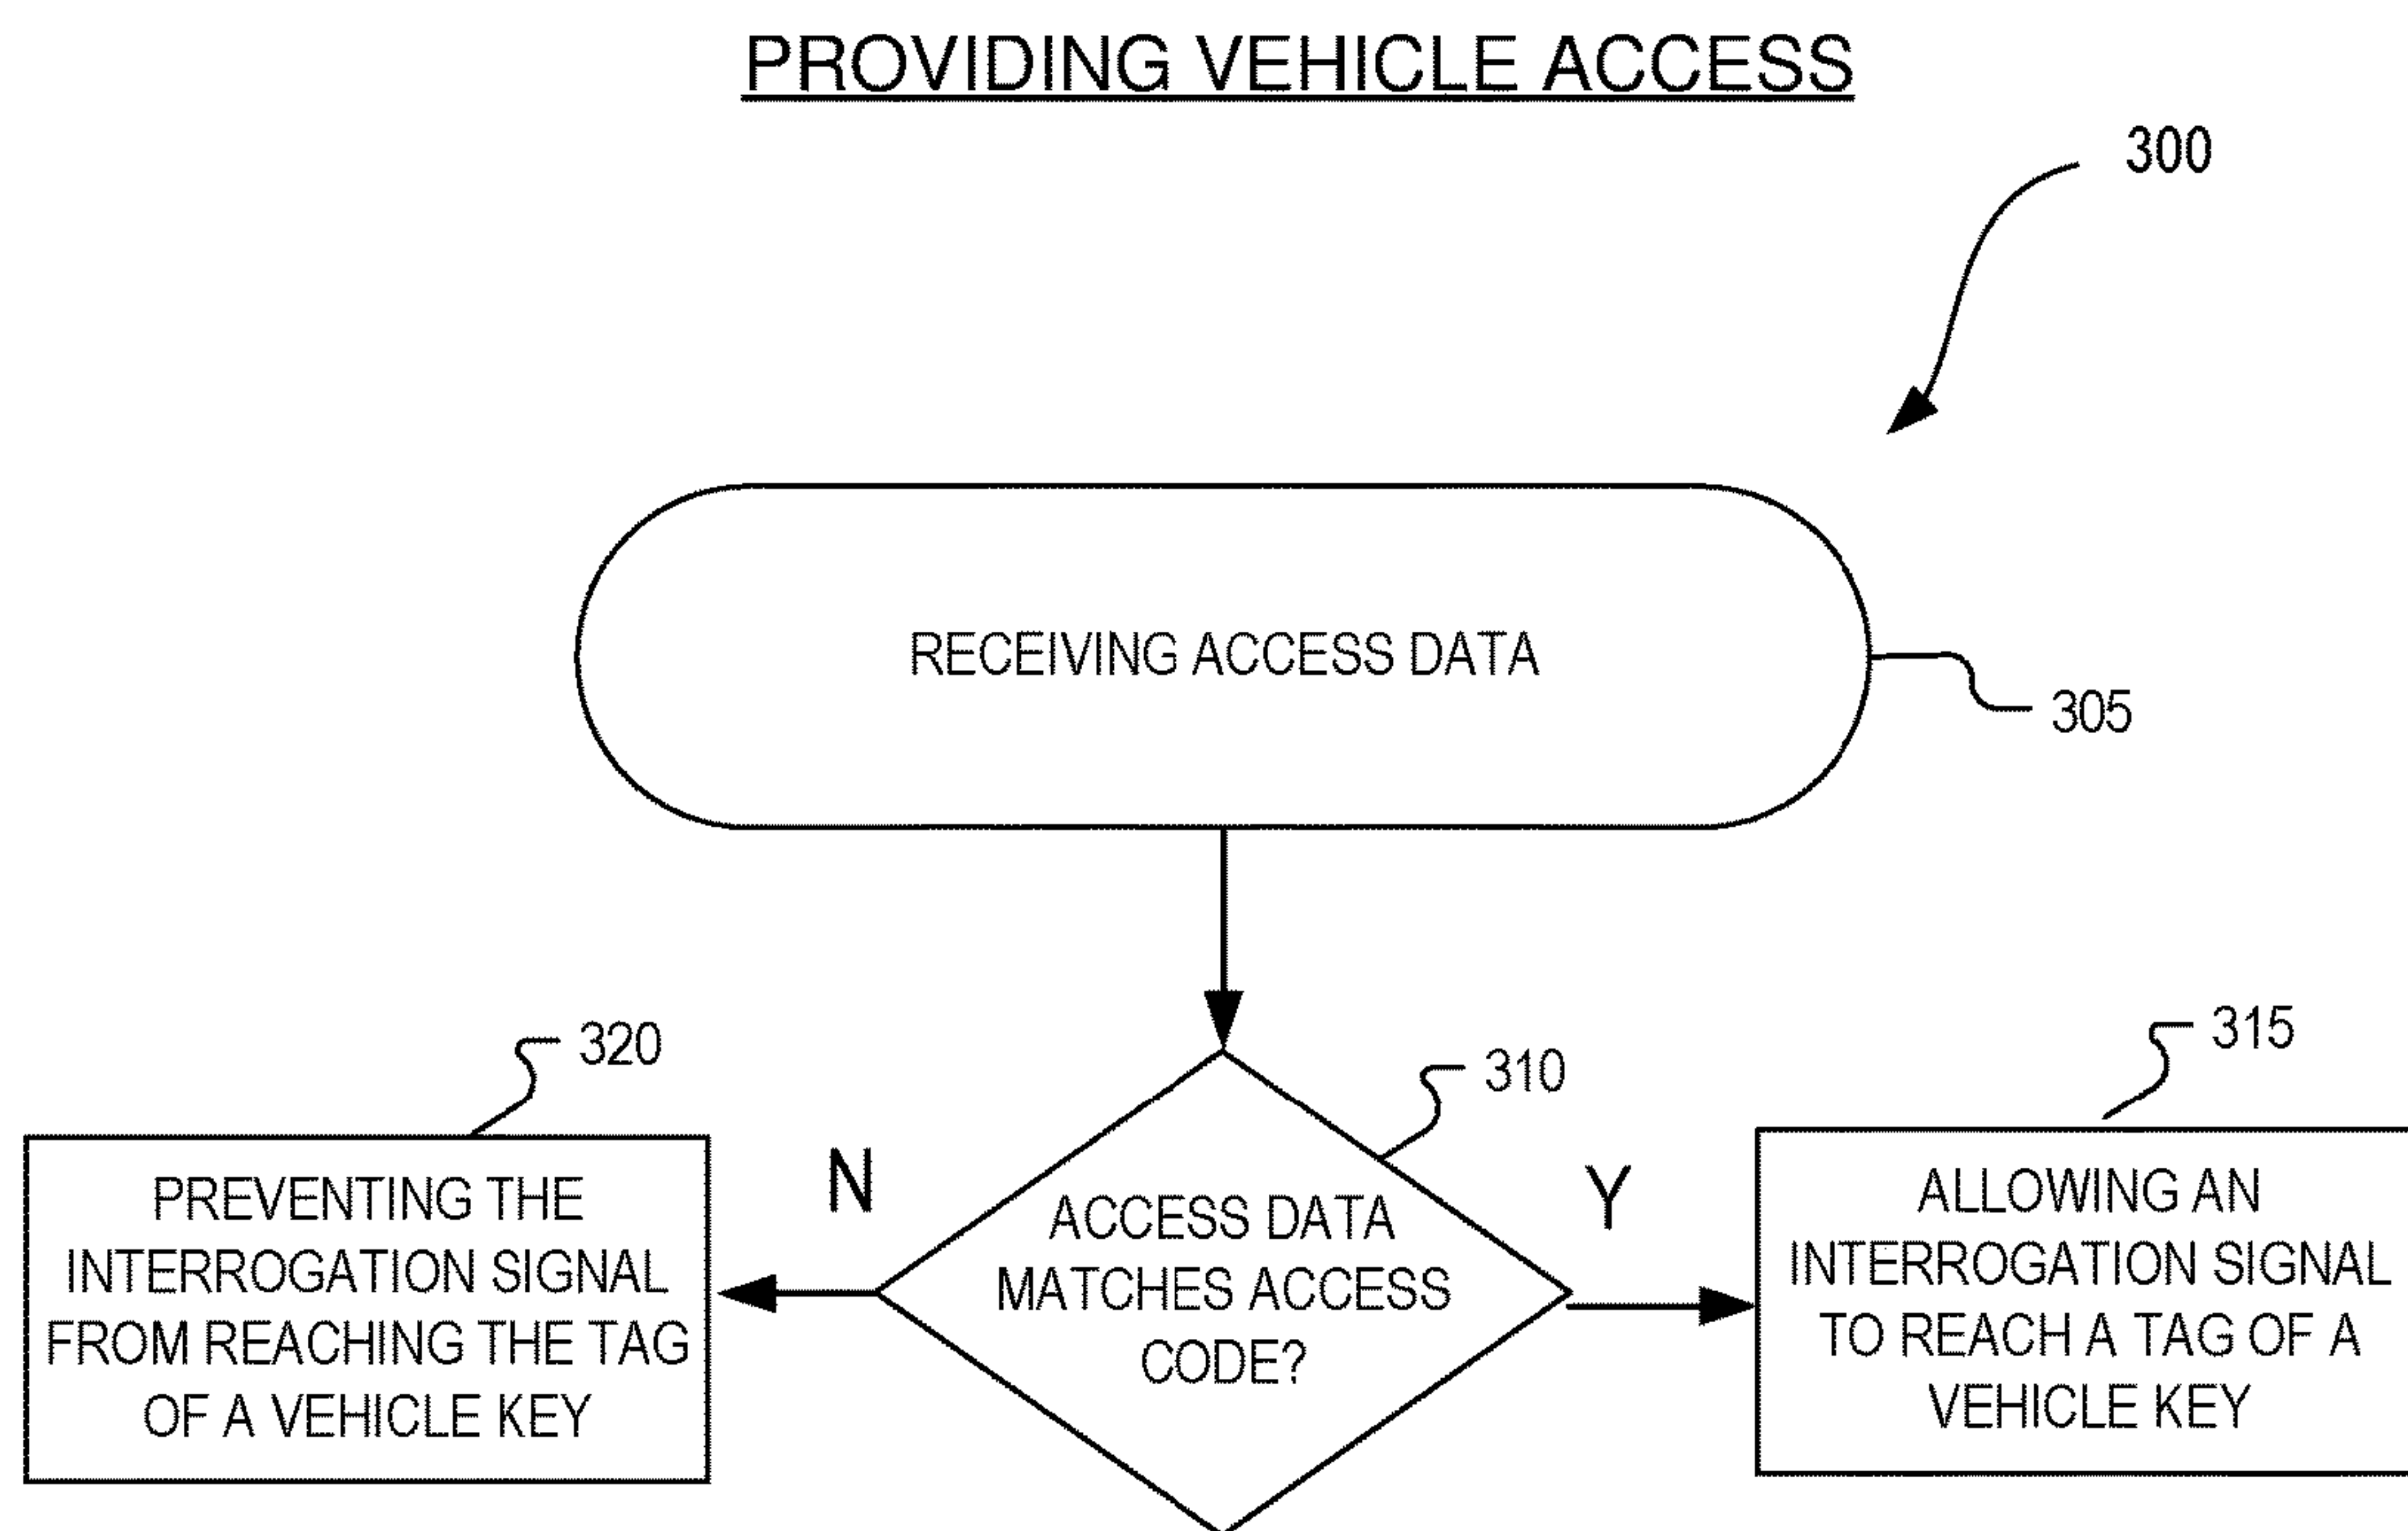 PROVIDING VEHICLE ACCESS
300
RECEIVING ACCESS DATA
305
320
310
315
PREVENTING THE
INTERROGATION SIGNAL
FROM REACHING THE TAG
OF A VEHICLE KEY
N
ACCESS DATA
MATCHES ACCESS
CODE?
Y
ALLOWING AN
INTERROGATION SIGNAL
TO REACH A TAG OF A
VEHICLE KEY